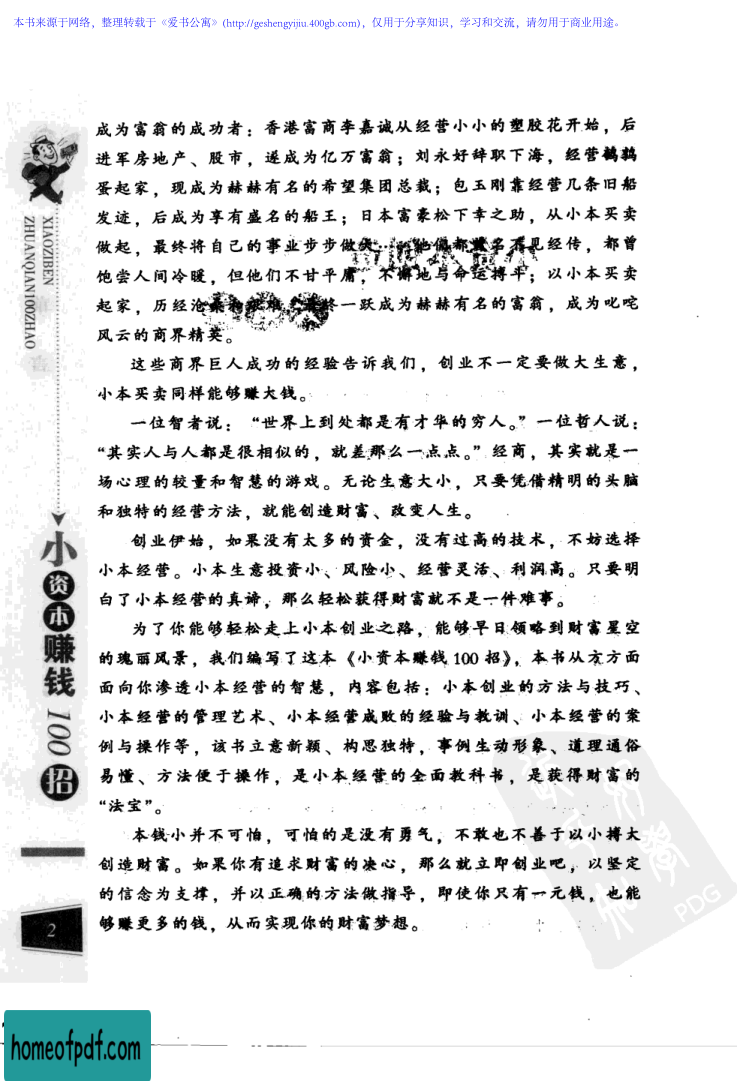 本书来源于网络，整理转载于《爱书公寓》(http://geshengyijiu.400gb.com)，仅用于分享知识，学习和交流，请勿用于商业用途。
成为富翁的成功者：香港富商李嘉诚从经营小小的塑胶花开始，后
进军房地产、股市，遂成为亿万富翁；刘永好辞职下海，经营鹌鹑
蛋起家，现成为赫赫有名的希望集团总裁；包玉刚靠经营几条旧船
发迹，后成为享有盛名的船王；日本富豪松下幸之助，从小本买卖
做起，最终将自己的事业步步做大……他们都名不见经传，都曾
饱尝人间冷暖，但他们不甘平庸，不懈地与命运搏斗；以小本买卖
起家，历经沧桑最终一跃成为赫赫有名的富翁，成为叱咤
风云的商界精英。
这些商界巨人成功的经验告诉我们，创业不一定要做大生意，
小本买卖同样能够赚大钱。
一位智者说：“世界上到处都是有才华的穷人。”一位哲人说：
“其实人与人都是很相似的，就差那么一点点。”经商，其实就是一
场心理的较量和智慧的游戏。无论生意大小，只要凭借精明的头脑
和独特的经营方法，就能创造财富、改变人生。
创业伊始，如果没有太多的资金，没有过高的技术，不妨选择
小本经营。小本生意投资小、风险小、经营灵活、利润高。只要明
白了小本经营的真谛，那么轻松获得财富就不是一件难事。
为了你能够轻松走上小本创业之路，能够早日领略到财富星空
的瑰丽风景，我们编写了这本《小资本赚钱100招》，本书从方方面
面向你渗透小本经营的智慧，内容包括：小本创业的方法与技巧、
小本经营的管理艺术、小本经营成败的经验与教训、小本经营的案
例与操作等，该书立意新颖、构思独特，事例生动形象、道理通俗
易懂、方法便于操作，是小本经营的全面教科书，是获得财富的
“法宝”。
本钱小并不可怕，可怕的是没有勇气，不敢也不善于以小搏大
创造财富。如果你有追求财富的决心，那么就立即创业吧，以坚定
的信念为支撑，并以正确的方法做指导，即使你只有一元钱，也能
够赚更多的钱，从而实现你的财富梦想。
XIAOZIBEN
ZHUANQIAN100ZHAO
小资本赚钱100招
2
PDG
homeofpdf.com